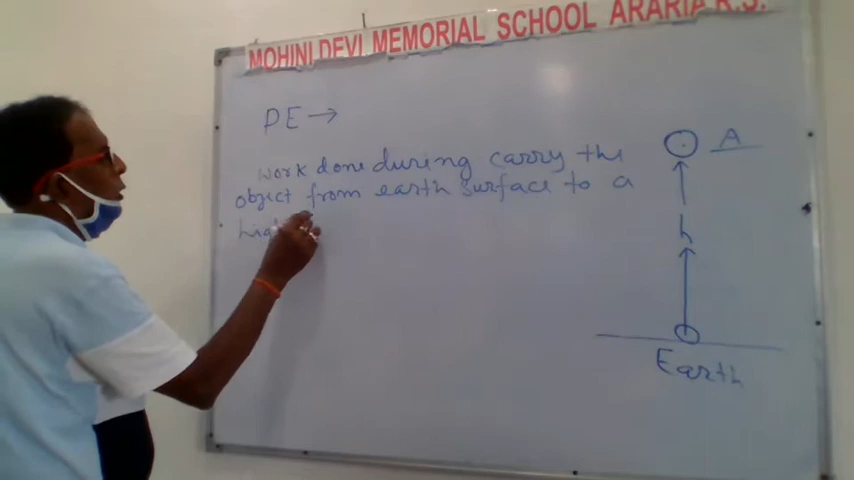 MOHINI DEVI MEMORIAL SCHOOL ARARIA R.S.
PE →
work done during carry the
object from earth surface to a
A
h
Earth